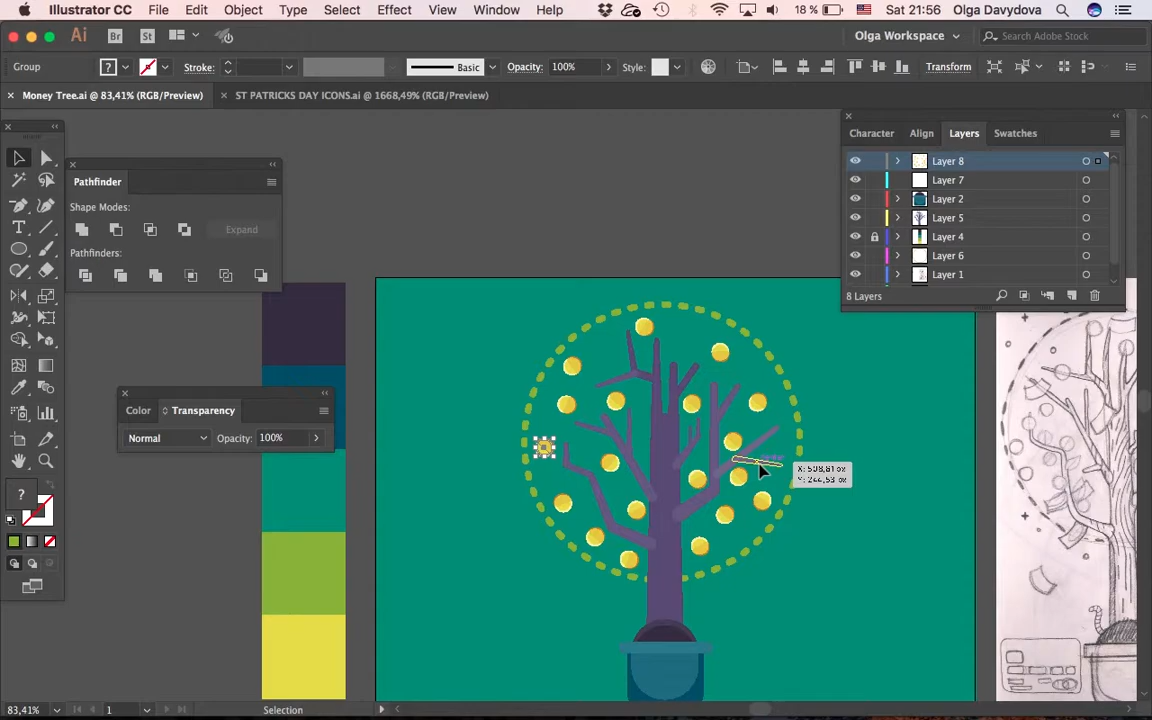 Illustrator CC File Edit Object Type Select Effect View Window Help 18 % Sat 21:56 Olga Davydova
Ai Br St Olga Workspace Search Adobe Stock
Group ? Stroke: Basic Opacity: 100% Style: Transform
× Money Tree.ai @ 83,41% (RGB/Preview) × ST PATRICKS DAY ICONS.ai @ 1668,49% (RGB/Preview)
Character Align Layers Swatches
Layer 8
Layer 7
Layer 2
Layer 5
Layer 4
Layer 6
Layer 1
8 Layers
Pathfinder
Shape Modes:
Expand
Pathfinders:
Color Transparency
Normal Opacity: 100%
?
83,41% 1 Selection